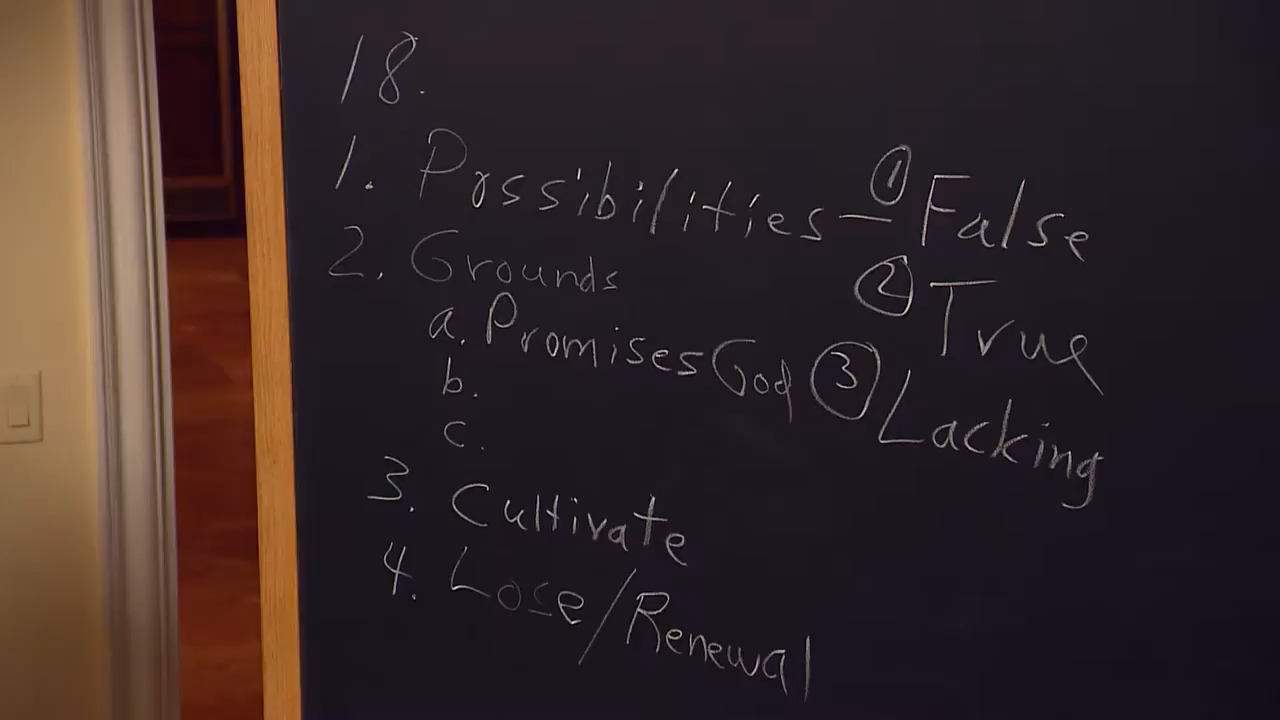 18.
1. Possibilities — ① False
② True
2. Grounds
a. Promises God
③ Lacking
b.
c.
3. Cultivate
4. Lose/Renewal